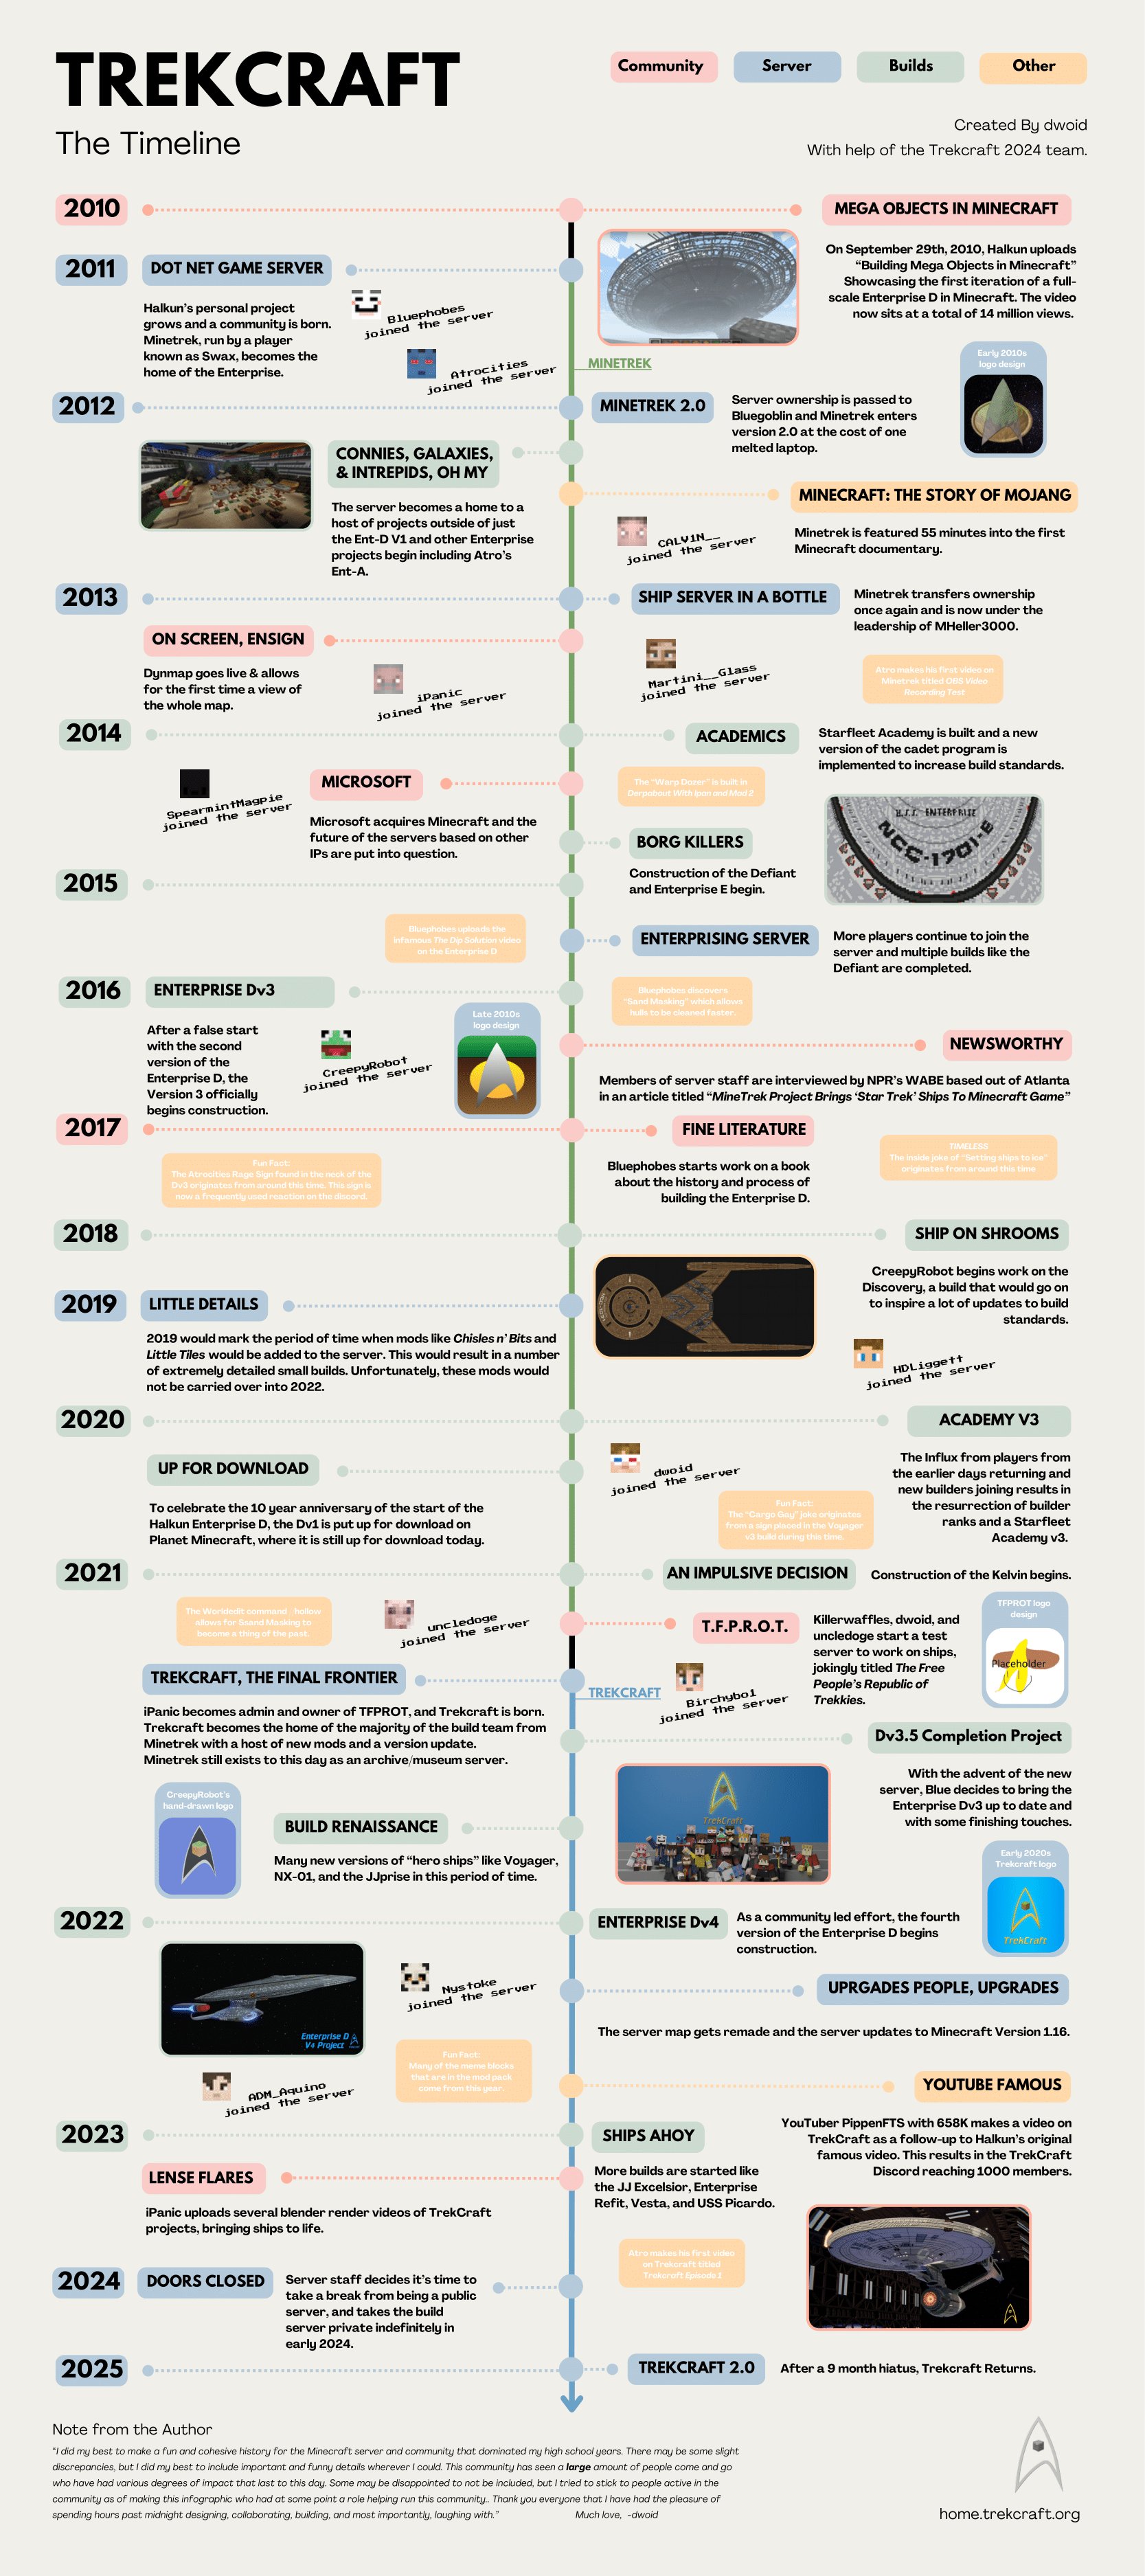 TREKCRAFT
The Timeline
Community
Server
Builds
Other
Created By dwoid
With help of the Trekcraft 2024 team.
2010
MEGA OBJECTS IN MINECRAFT
On September 29th, 2010, Halkun uploads
“Building Mega Objects in Minecraft”
Showcasing the first iteration of a full-
scale Enterprise D in Minecraft. The video
now sits at a total of 14 million views.
2011
DOT NET GAME SERVER
Halkun's personal project
grows and a community is born.
Minetrek, run by a player
known as Swax, becomes the
home of the Enterprise.
Bluephobes
joined the server
Atrocities
joined the server
MINETREK
Early 2010s
logo design
2012
MINETREK 2.0
Server ownership is passed to
Bluegoblin and Minetrek enters
version 2.0 at the cost of one
melted laptop.
CONNIES, GALAXIES,
& INTREPIDS, OH MY
The server becomes a home to a
host of projects outside of just
the Ent-D V1 and other Enterprise
projects begin including Atro's
Ent-A.
MINECRAFT: THE STORY OF MOJANG
Minetrek is featured 55 minutes into the first
Minecraft documentary.
CALV1N__
joined the server
2013
SHIP SERVER IN A BOTTLE
Minetrek transfers ownership
once again and is now under the
leadership of MHeller3000.
ON SCREEN, ENSIGN
Dynmap goes live & allows
for the first time a view of
the whole map.
iPanic
joined the server
Martini__Glass
joined the server
Atro makes his first video on
Minetrek titled OBS Video
Recording Test
2014
ACADEMICS
Starfleet Academy is built and a new
version of the cadet program is
implemented to increase build standards.
SpearmintMagpie
joined the server
MICROSOFT
Microsoft acquires Minecraft and the
future of the servers based on other
IPs are put into question.
The “Warp Dozer” is built in
Derpabout With Ipan and Mad 2
BORG KILLERS
Construction of the Defiant
and Enterprise E begin.
U.S.S. ENTERPRISE
NCC-1701-E
2015
Bluephobes uploads the
infamous The Dip Solution video
on the Enterprise D
ENTERPRISING SERVER
More players continue to join the
server and multiple builds like the
Defiant are completed.
2016
ENTERPRISE Dv3
After a false start
with the second
version of the
Enterprise D, the
Version 3 officially
begins construction.
CreepyRobot
joined the server
Late 2010s
logo design
Bluephobes discovers
“Sand Masking” which allows
hulls to be cleaned faster.
NEWSWORTHY
Members of server staff are interviewed by NPR's WABE based out of Atlanta
in an article titled “MineTrek Project Brings ‘Star Trek’ Ships To Minecraft Game”
2017
FINE LITERATURE
Bluephobes starts work on a book
about the history and process of
building the Enterprise D.
TIMELESS
The inside joke of “Setting ships to ice”
originates from around this time
Fun Fact:
The Atrocities Rage Sign found in the neck of the
Dv3 originates from around this time. This sign is
now a frequently used reaction on the discord.
2018
SHIP ON SHROOMS
CreepyRobot begins work on the
Discovery, a build that would go on
to inspire a lot of updates to build
standards.
2019
LITTLE DETAILS
2019 would mark the period of time when mods like Chisles n' Bits and
Little Tiles would be added to the server. This would result in a number
of extremely detailed small builds. Unfortunately, these mods would
not be carried over into 2022.
HDLiggett
joined the server
2020
ACADEMY V3
The Influx from players from
the earlier days returning and
new builders joining results in
the resurrection of builder
ranks and a Starfleet
Academy v3.
dwoid
joined the server
UP FOR DOWNLOAD
To celebrate the 10 year anniversary of the start of the
Halkun Enterprise D, the Dv1 is put up for download on
Planet Minecraft, where it is still up for download today.
Fun Fact:
The “Cargo Gay” joke originates
from a sign placed in the Voyager
v3 build during this time.
2021
AN IMPULSIVE DECISION
Construction of the Kelvin begins.
The Worldedit command //hollow
allows for Ssand Masking to
become a thing of the past.
uncledoge
joined the server
T.F.P.R.O.T.
Killerwaffles, dwoid, and
uncledoge start a test
server to work on ships,
jokingly titled The Free
People's Republic of
Trekkies.
TFPROT logo
design
Placeholder
TREKCRAFT, THE FINAL FRONTIER
iPanic becomes admin and owner of TFPROT, and Trekcraft is born.
Trekcraft becomes the home of the majority of the build team from
Minetrek with a host of new mods and a version update.
Minetrek still exists to this day as an archive/museum server.
TREKCRAFT
Birchybo1
joined the server
Dv3.5 Completion Project
With the advent of the new
server, Blue decides to bring the
Enterprise Dv3 up to date and
with some finishing touches.
TrekCraft
CreepyRobot's
hand-drawn logo
BUILD RENAISSANCE
Many new versions of “hero ships” like Voyager,
NX-01, and the JJprise in this period of time.
Early 2020s
Trekcraft logo
TrekCraft
2022
ENTERPRISE Dv4
As a community led effort, the fourth
version of the Enterprise D begins
construction.
Enterprise D
V4 Project
Nystoke
joined the server
UPRGADES PEOPLE, UPGRADES
The server map gets remade and the server updates to Minecraft Version 1.16.
Fun Fact:
Many of the meme blocks
that are in the mod pack
come from this year.
ADM_Aquino
joined the server
YOUTUBE FAMOUS
YouTuber PippenFTS with 658K makes a video on
TrekCraft as a follow-up to Halkun's original
famous video. This results in the TrekCraft
Discord reaching 1000 members.
2023
SHIPS AHOY
More builds are started like
the JJ Excelsior, Enterprise
Refit, Vesta, and USS Picardo.
LENSE FLARES
iPanic uploads several blender render videos of TrekCraft
projects, bringing ships to life.
Atro makes his first video
on Trekcraft titled
Trekcraft Episode 1
2024
DOORS CLOSED
Server staff decides it's time to
take a break from being a public
server, and takes the build
server private indefinitely in
early 2024.
2025
TREKCRAFT 2.0
After a 9 month hiatus, Trekcraft Returns.
Note from the Author
“I did my best to make a fun and cohesive history for the Minecraft server and community that dominated my high school years. There may be some slight
discrepancies, but I did my best to include important and funny details wherever I could. This community has seen a large amount of people come and go
who have had various degrees of impact that last to this day. Some may be disappointed to not be included, but I tried to stick to people active in the
community as of making this infographic who had at some point a role helping run this community.. Thank you everyone that I have had the pleasure of
spending hours past midnight designing, collaborating, building, and most importantly, laughing with.”
Much love, -dwoid
home.trekcraft.org